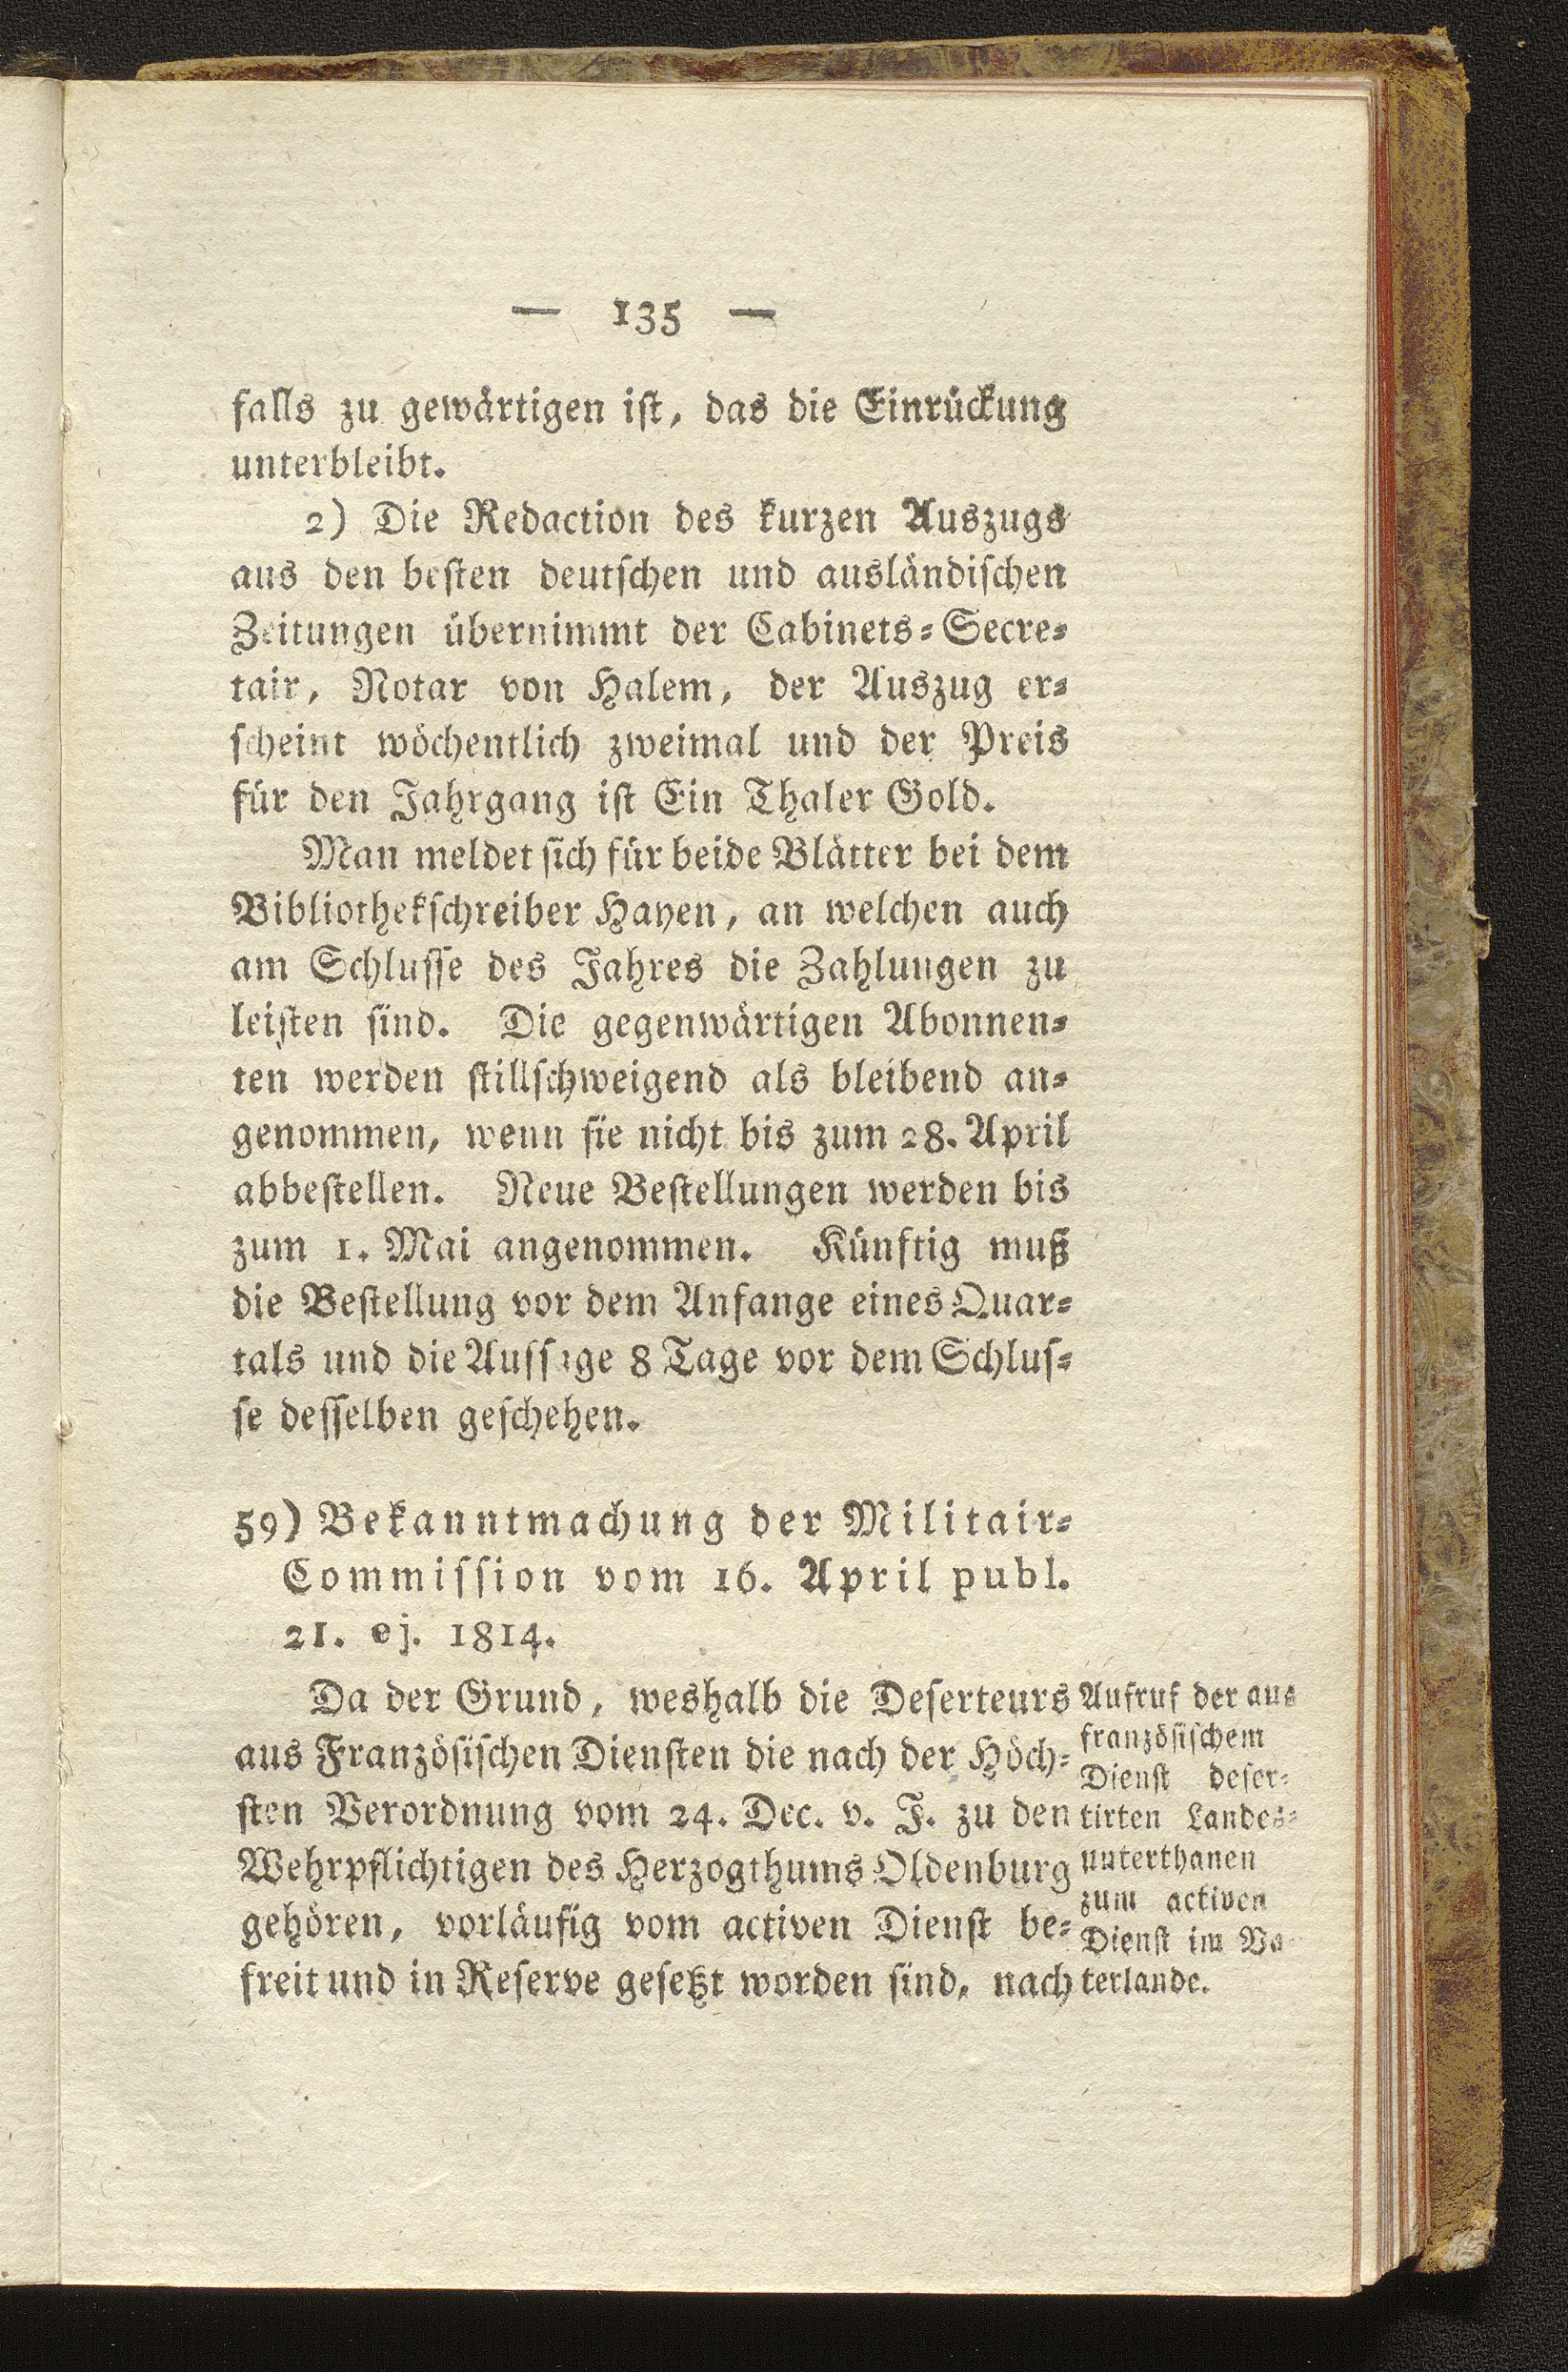 — 135 —
falls zu gewärtigen ist, das die Einrückung
unterbleibt.
2) Die Redaction des kurzen Auszugs
aus den besten deutschen und ausländischen
Zeitungen übernimmt der Cabinets-Secre-
tair, Notar von Halem, der Auszug er-
scheint wöchentlich zweimal und der Preis
für den Jahrgang ist Ein Thaler Gold.
Man meldet sich für beide Blätter bei dem
Bibliothekschreiber Hayen, an welchen auch
am Schlusse des Jahres die Zahlungen zu
leisten sind. Die gegenwärtigen Abonnen-
ten werden stillschweigend als bleibend an-
genommen, wenn sie nicht bis zum 28. April
abbestellen. Neue Bestellungen werden bis
zum 1. Mai angenommen. Künftig muß
die Bestellung vor dem Anfange eines Quar-
tals und die Aussage 8 Tage vor dem Schlus-
se desselben geschehen.
59) Bekanntmachung der Militair-
Commission vom 16. April publ.
21. ej. 1814.
Da der Grund, weshalb die Deserteurs
aus Französischen Diensten die nach der Höch-
sten Verordnung vom 24. Dec. v. J. zu den
Wehrpflichtigen des Herzogthums Oldenburg
gehören, vorläufig vom activen Dienst be-
freit und in Reserve gesetzt worden sind, nach
Aufruf der aus
französischem
Dienst deser-
tirten Landes-
unterthanen
zum activen
Dienst im Va-
terlande.